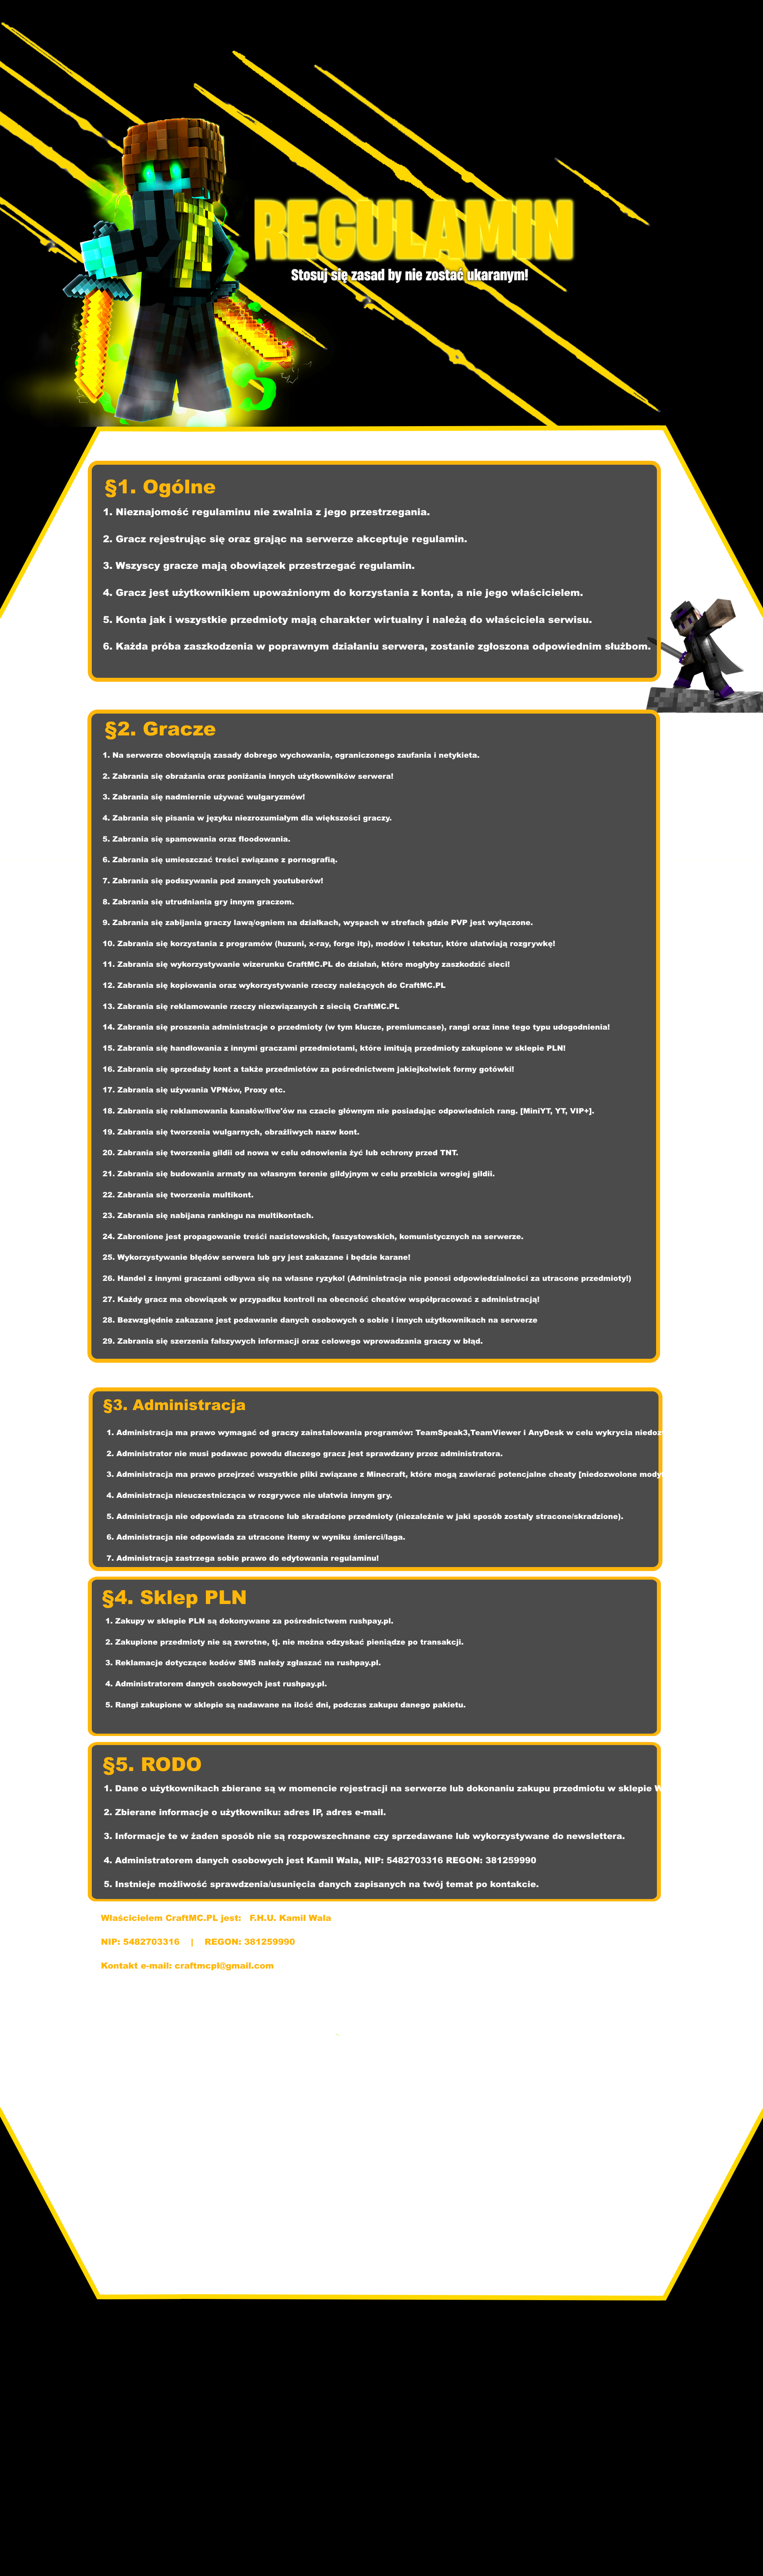 REGULAMIN
Stosuj się zasad by nie zostać ukaranym!
§1. Ogólne
1. Nieznajomość regulaminu nie zwalnia z jego przestrzegania.
2. Gracz rejestrując się oraz grając na serwerze akceptuje regulamin.
3. Wszyscy gracze mają obowiązek przestrzegać regulamin.
4. Gracz jest użytkownikiem upoważnionym do korzystania z konta, a nie jego właścicielem.
5. Konta jak i wszystkie przedmioty mają charakter wirtualny i należą do właściciela serwisu.
6. Każda próba zaszkodzenia w poprawnym działaniu serwera, zostanie zgłoszona odpowiednim służbom.
§2. Gracze
1. Na serwerze obowiązują zasady dobrego wychowania, ograniczonego zaufania i netykieta.
2. Zabrania się obrażania oraz poniżania innych użytkowników serwera!
3. Zabrania się nadmiernie używać wulgaryzmów!
4. Zabrania się pisania w języku niezrozumiałym dla większości graczy.
5. Zabrania się spamowania oraz floodowania.
6. Zabrania się umieszczać treści związane z pornografią.
7. Zabrania się podszywania pod znanych youtuberów!
8. Zabrania się utrudniania gry innym graczom.
9. Zabrania się zabijania graczy lawą/ogniem na działkach, wyspach w strefach gdzie PVP jest wyłączone.
10. Zabrania się korzystania z programów (huzuni, x-ray, forge itp), modów i tekstur, które ułatwiają rozgrywkę!
11. Zabrania się wykorzystywanie wizerunku CraftMC.PL do działań, które mogłyby zaszkodzić sieci!
12. Zabrania się kopiowania oraz wykorzystywanie rzeczy należących do CraftMC.PL
13. Zabrania się reklamowanie rzeczy niezwiązanych z siecią CraftMC.PL
14. Zabrania się proszenia administracje o przedmioty (w tym klucze, premiumcase), rangi oraz inne tego typu udogodnienia!
15. Zabrania się handlowania z innymi graczami przedmiotami, które imitują przedmioty zakupione w sklepie PLN!
16. Zabrania się sprzedaży kont a także przedmiotów za pośrednictwem jakiejkolwiek formy gotówki!
17. Zabrania się używania VPNów, Proxy etc.
18. Zabrania się reklamowania kanałów/live'ów na czacie głównym nie posiadając odpowiednich rang. [MiniYT, YT, VIP+].
19. Zabrania się tworzenia wulgarnych, obraźliwych nazw kont.
20. Zabrania się tworzenia gildii od nowa w celu odnowienia żyć lub ochrony przed TNT.
21. Zabrania się budowania armaty na własnym terenie gildyjnym w celu przebicia wrogiej gildii.
22. Zabrania się tworzenia multikont.
23. Zabrania się nabijana rankingu na multikontach.
24. Zabronione jest propagowanie treśći nazistowskich, faszystowskich, komunistycznych na serwerze.
25. Wykorzystywanie błędów serwera lub gry jest zakazane i będzie karane!
26. Handel z innymi graczami odbywa się na własne ryzyko! (Administracja nie ponosi odpowiedzialności za utracone przedmioty!)
27. Każdy gracz ma obowiązek w przypadku kontroli na obecność cheatów współpracować z administracją!
28. Bezwzględnie zakazane jest podawanie danych osobowych o sobie i innych użytkownikach na serwerze
29. Zabrania się szerzenia fałszywych informacji oraz celowego wprowadzania graczy w błąd.
§3. Administracja
1. Administracja ma prawo wymagać od graczy zainstalowania programów: TeamSpeak3,TeamViewer i AnyDesk w celu wykrycia
2. Administrator nie musi podawac powodu dlaczego gracz jest sprawdzany przez administratora.
3. Administracja ma prawo przejrzeć wszystkie pliki związane z Minecraft, które mogą zawierać potencjalne cheaty [niedozwolone
4. Administracja nieuczestnicząca w rozgrywce nie ułatwia innym gry.
5. Administracja nie odpowiada za stracone lub skradzione przedmioty (niezależnie w jaki sposób zostały stracone/skradzione).
6. Administracja nie odpowiada za utracone itemy w wyniku śmierci/laga.
7. Administracja zastrzega sobie prawo do edytowania regulaminu!
§4. Sklep PLN
1. Zakupy w sklepie PLN są dokonywane za pośrednictwem rushpay.pl.
2. Zakupione przedmioty nie są zwrotne, tj. nie można odzyskać pieniądze po transakcji.
3. Reklamacje dotyczące kodów SMS należy zgłaszać na rushpay.pl.
4. Administratorem danych osobowych jest rushpay.pl.
5. Rangi zakupione w sklepie są nadawane na ilość dni, podczas zakupu danego pakietu.
§5. RODO
1. Dane o użytkownikach zbierane są w momencie rejestracji na serwerze lub dokonaniu zakupu przedmiotu w sklepie
2. Zbierane informacje o użytkowniku: adres IP, adres e-mail.
3. Informacje te w żaden sposób nie są rozpowszechnane czy sprzedawane lub wykorzystywane do newslettera.
4. Administratorem danych osobowych jest Kamil Wala, NIP: 5482703316 REGON: 381259990
5. Instnieje możliwość sprawdzenia/usunięcia danych zapisanych na twój temat po kontakcie.
Właścicielem CraftMC.PL jest: F.H.U. Kamil Wala
NIP: 5482703316 | REGON: 381259990
Kontakt e-mail: craftmcpl@gmail.com